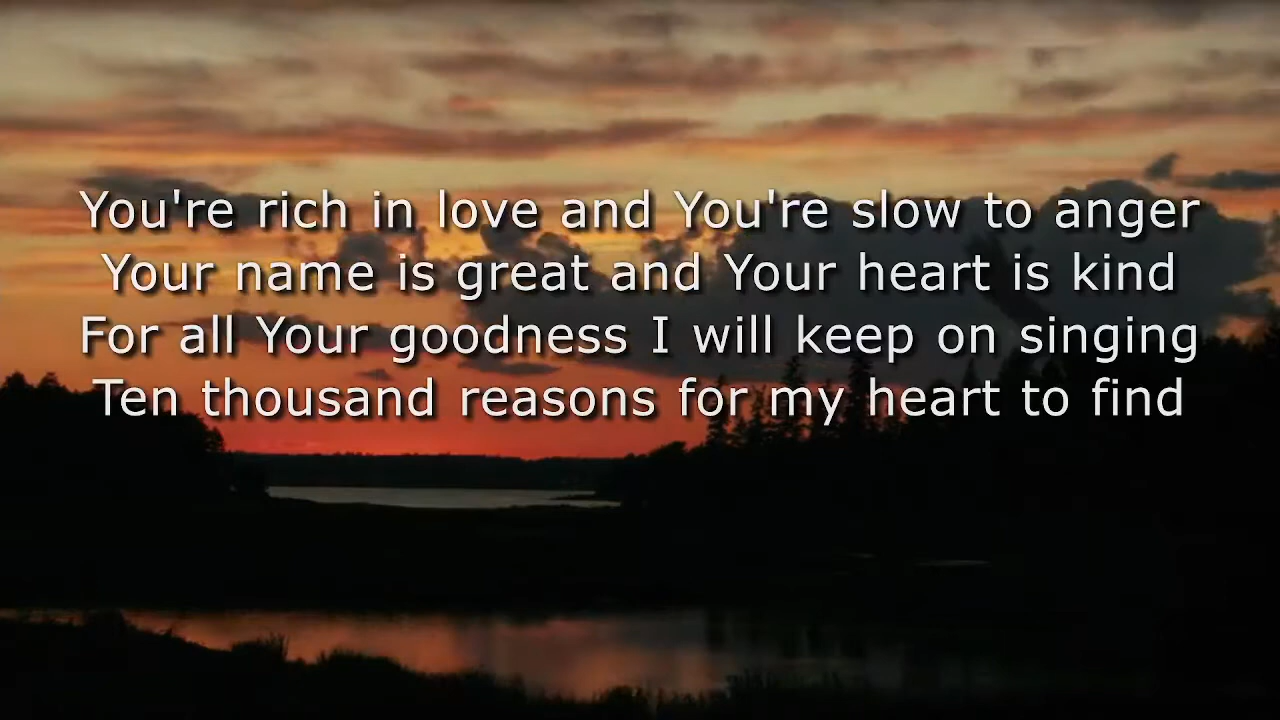 You're rich in love and You're slow to anger
Your name is great and Your heart is kind
For all Your goodness I will keep on singing
Ten thousand reasons for my heart to find